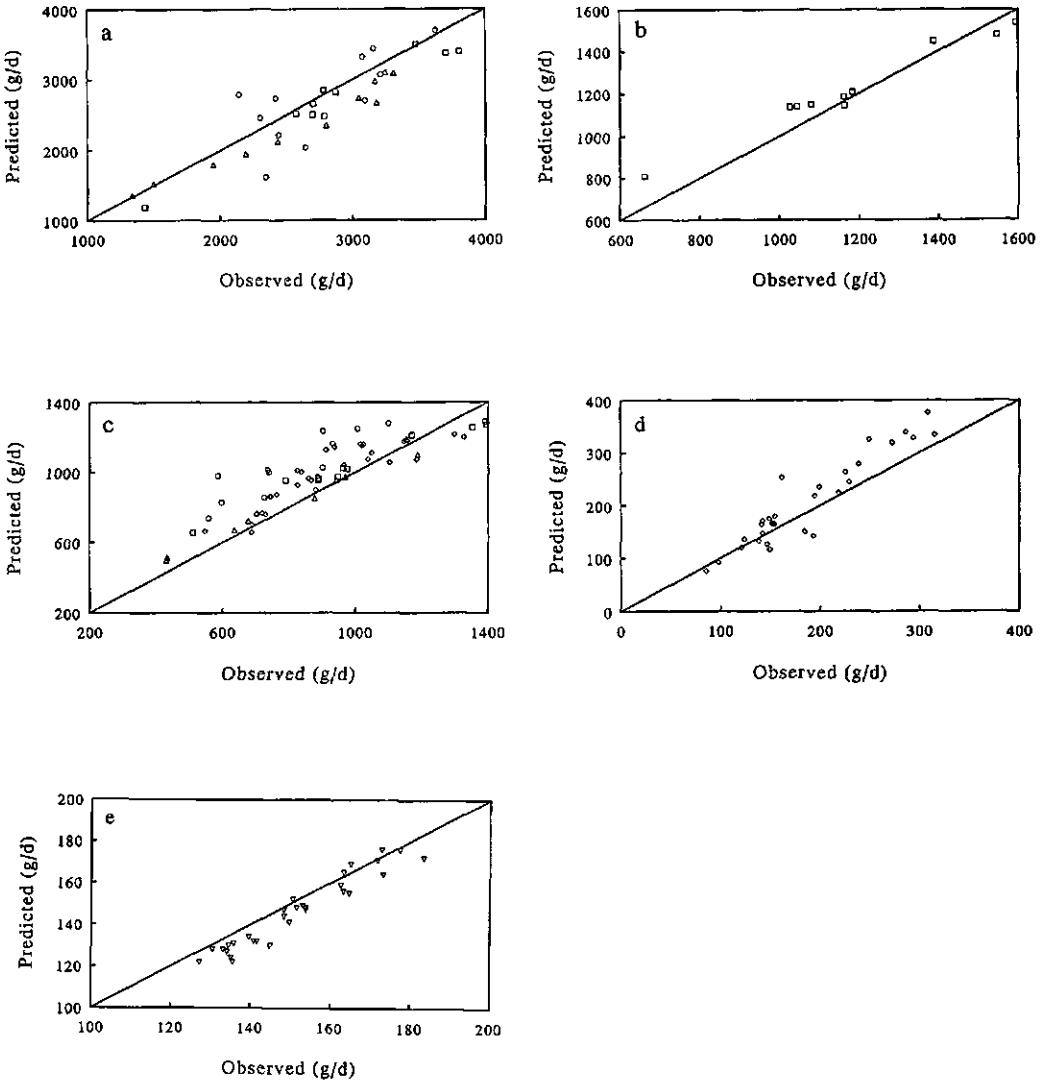 a
4000
3000
2000
1000
Predicted (g/d)
1000 2000 3000 4000
Observed (g/d)
b
1600
1400
1200
1000
800
600
Predicted (g/d)
600 800 1000 1200 1400 1600
Observed (g/d)
c
1400
1000
600
200
Predicted (g/d)
200 600 1000 1400
Observed (g/d)
d
400
300
200
100
0
Predicted (g/d)
0 100 200 300 400
Observed (g/d)
e
200
180
160
140
120
100
Predicted (g/d)
100 120 140 160 180 200
Observed (g/d)